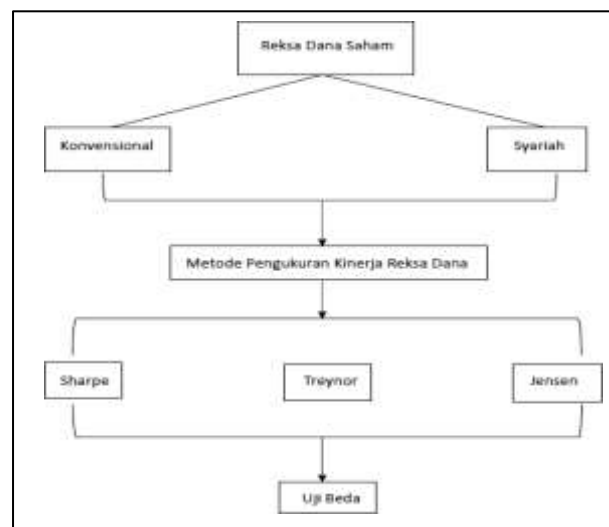 Reksa Dana Saham
Konvensional
Syariah
Metode Pengukuran Kinerja Reksa Dana
Sharpe
Treynor
Jensen
Uji Beda